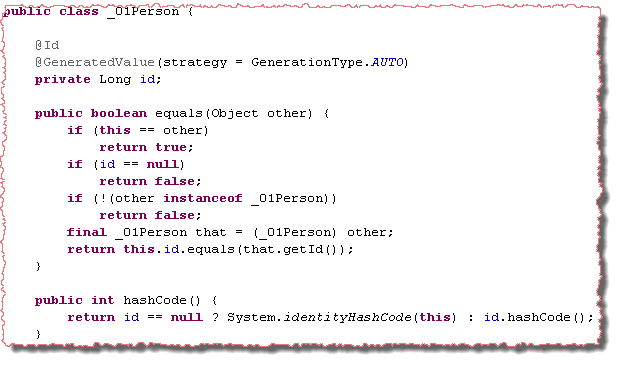 public class _01Person {
@Id
@GeneratedValue(strategy = GenerationType.AUTO)
private Long id;
public boolean equals(Object other) {
if (this == other)
return true;
if (id == null)
return false;
if (!(other instanceof _01Person))
return false;
final _01Person that = (_01Person) other;
return this.id.equals(that.getId());
}
public int hashCode() {
return id == null ? System.identityHashCode(this) : id.hashCode();
}